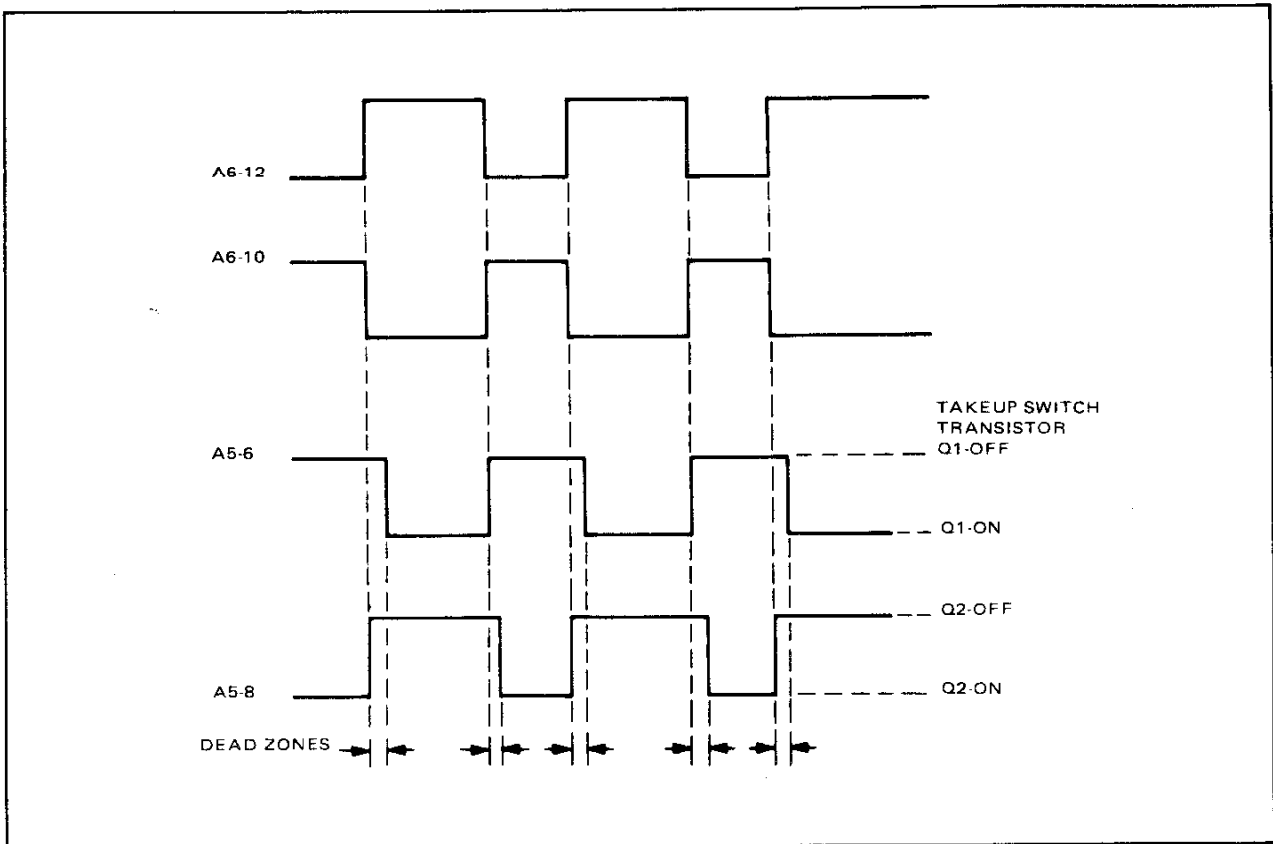 A6-12
A6-10
TAKEUP SWITCH
TRANSISTOR
A5-6
Q1-OFF
Q1-ON
Q2-OFF
A5-8
Q2-ON
DEAD ZONES